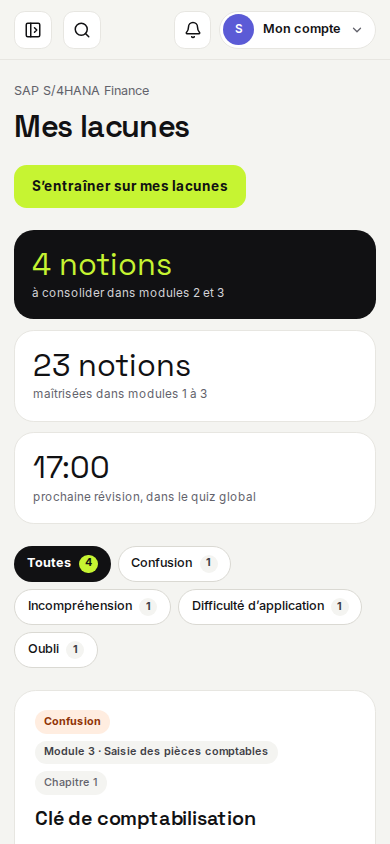 S
Mon compte
SAP S/4HANA Finance
Mes lacunes
S’entraîner sur mes lacunes
4 notions
à consolider dans modules 2 et 3
23 notions
maîtrisées dans modules 1 à 3
17:00
prochaine révision, dans le quiz global
Toutes 4
Confusion 1
Incompréhension 1
Difficulté d’application 1
Oubli 1
Confusion
Module 3 · Saisie des pièces comptables
Chapitre 1
Clé de comptabilisation